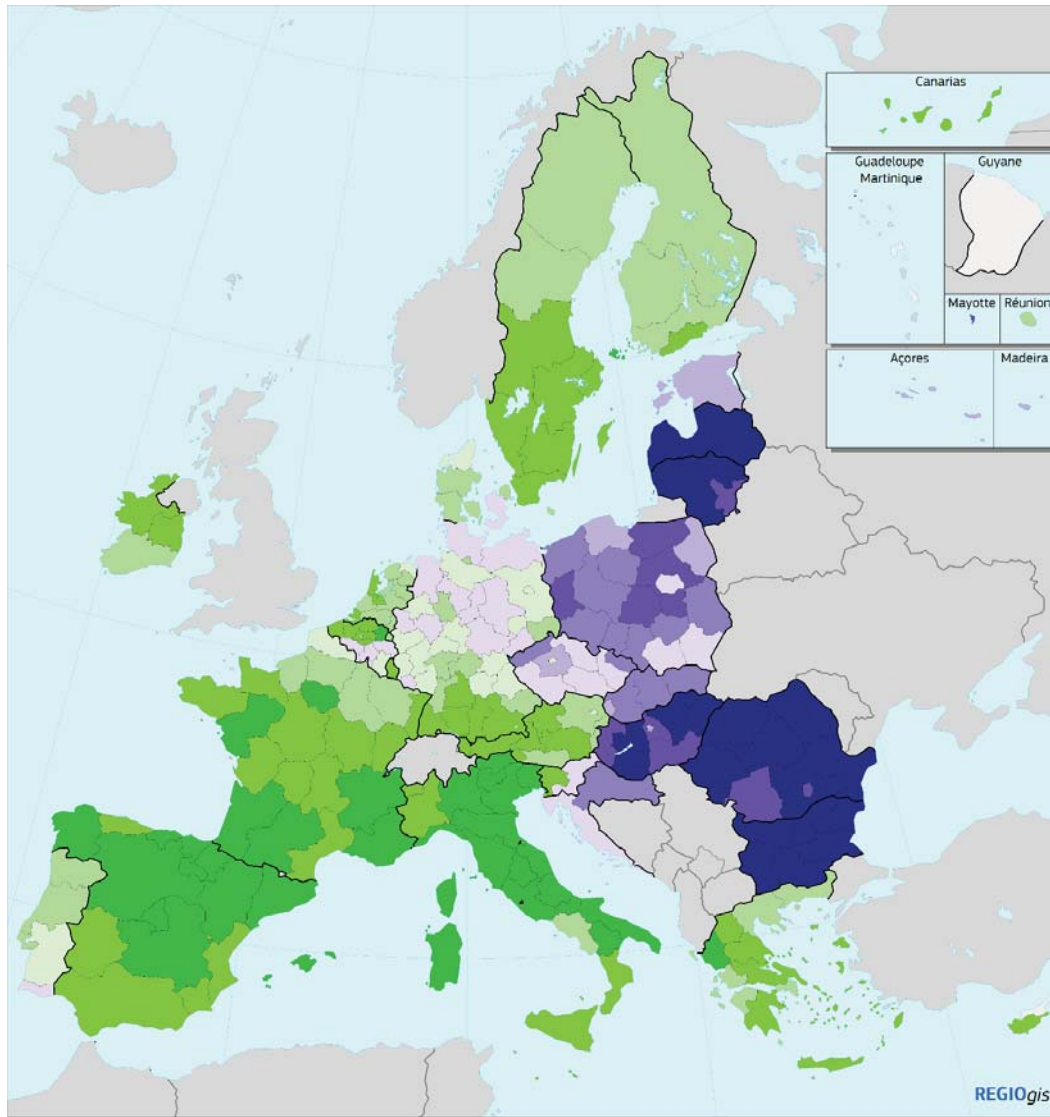 Canarias
Guadeloupe
Martinique
Guyane
Mayotte
Réunion
Açores
Madeira
REGIOgis